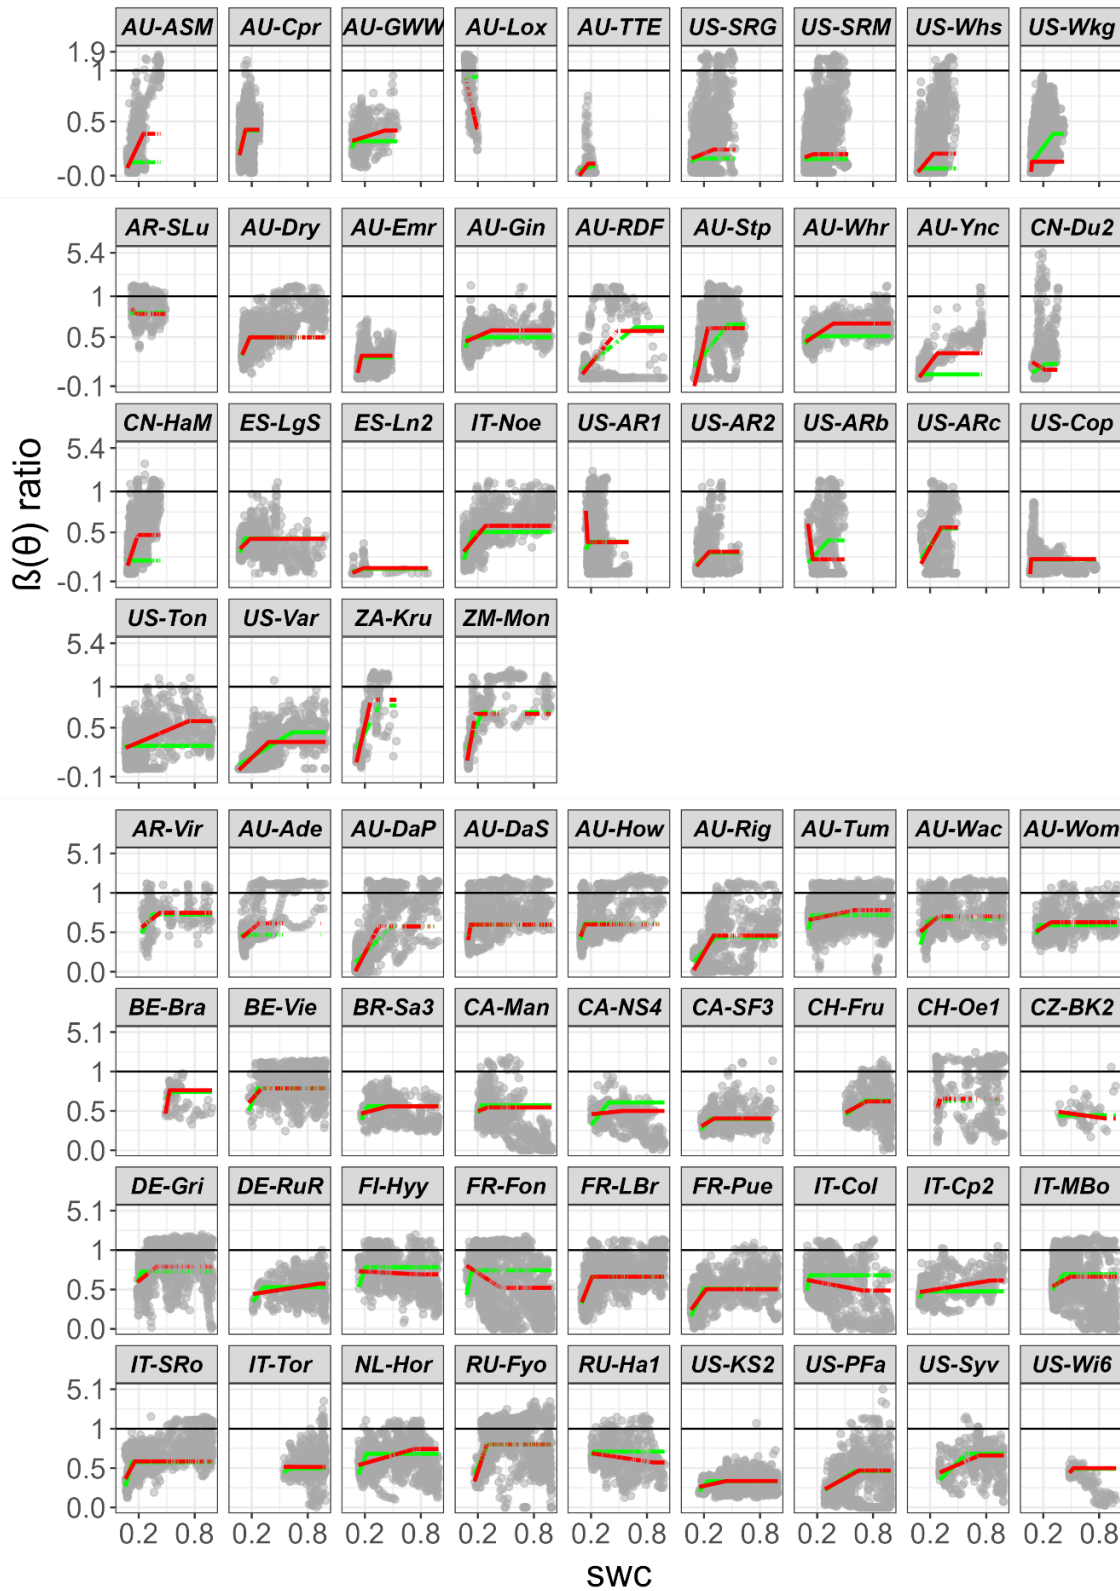 AU-ASM AU-Cpr AU-GWW AU-Lox AU-TTE US-SRG US-SRM US-Whs US-Wkg
1.9
1
0.5
-0.0
AR-SLu AU-Dry AU-Emr AU-Gin AU-RDF AU-Stp AU-Whr AU-Ync CN-Du2
5.4
1
0.5
-0.1
CN-HaM ES-LgS ES-Ln2 IT-Noe US-AR1 US-AR2 US-ARb US-ARc US-Cop
5.4
1
0.5
-0.1
ß(θ) ratio
US-Ton US-Var ZA-Kru ZM-Mon
5.4
1
0.5
-0.1
AR-Vir AU-Ade AU-DaP AU-DaS AU-How AU-Rig AU-Tum AU-Wac AU-Wom
5.1
1
0.5
0.0
BE-Bra BE-Vie BR-Sa3 CA-Man CA-NS4 CA-SF3 CH-Fru CH-Oe1 CZ-BK2
5.1
1
0.5
0.0
DE-Gri DE-RuR FI-Hyy FR-Fon FR-LBr FR-Pue IT-Col IT-Cp2 IT-MBo
5.1
1
0.5
0.0
IT-SRo IT-Tor NL-Hor RU-Fyo RU-Ha1 US-KS2 US-PFa US-Syv US-Wi6
5.1
1
0.5
0.0
0.2 0.8 0.2 0.8 0.2 0.8 0.2 0.8 0.2 0.8 0.2 0.8 0.2 0.8 0.2 0.8 0.2 0.8
swc